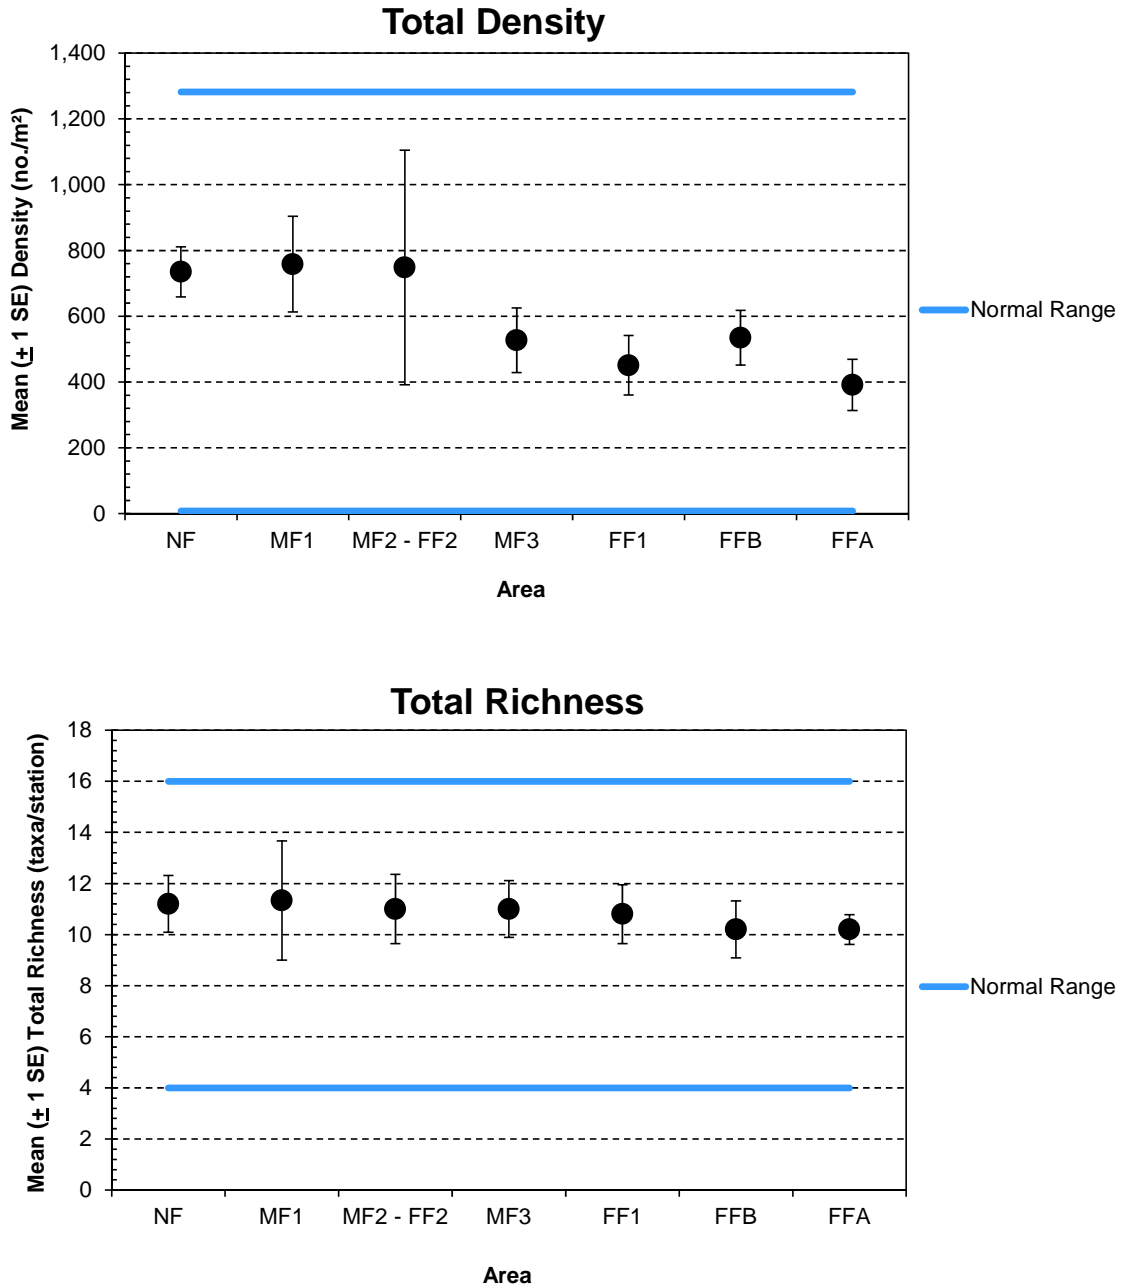 Total Density
Mean (± 1 SE) Density (no./m²)
1,400
1,200
1,000
800
600
400
200
0
NF MF1 MF2 - FF2 MF3 FF1 FFB FFA
Area
Normal Range
Total Richness
Mean (± 1 SE) Total Richness (taxa/station)
18
16
14
12
10
8
6
4
2
0
NF MF1 MF2 - FF2 MF3 FF1 FFB FFA
Area
Normal Range